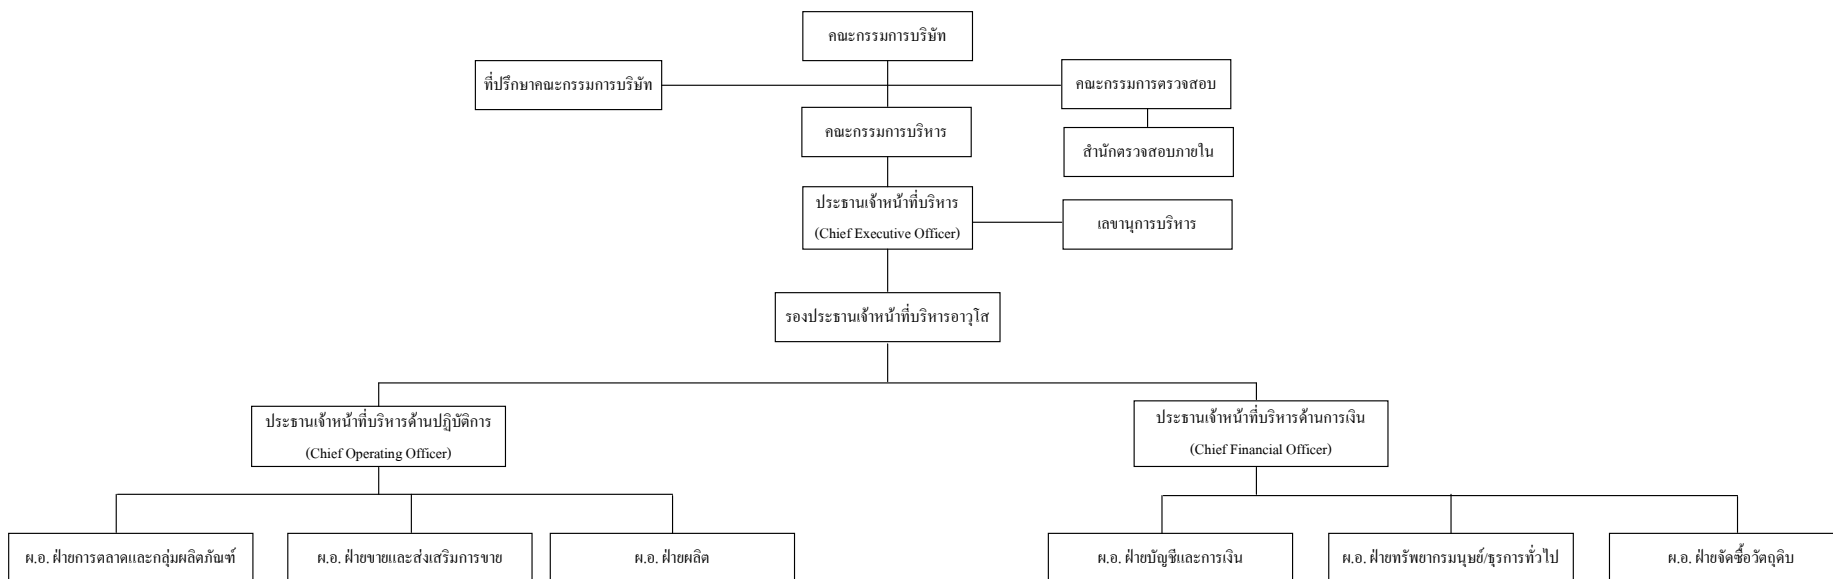 คณะกรรมการบริษัท
ที่ปรึกษาคณะกรรมการบริษัท
คณะกรรมการตรวจสอบ
คณะกรรมการบริหาร
สำนักตรวจสอบภายใน
ประธานเจ้าหน้าที่บริหาร
(Chief Executive Officer)
เลขานุการบริหาร
รองประธานเจ้าหน้าที่บริหารอาวุโส
ประธานเจ้าหน้าที่บริหารด้านปฏิบัติการ
(Chief Operating Officer)
ประธานเจ้าหน้าที่บริหารด้านการเงิน
(Chief Financial Officer)
ผ.อ. ฝ่ายการตลาดและกลุ่มผลิตภัณฑ์
ผ.อ. ฝ่ายขายและส่งเสริมการขาย
ผ.อ. ฝ่ายผลิต
ผ.อ. ฝ่ายบัญชีและการเงิน
ผ.อ. ฝ่ายทรัพยากรมนุษย์/ธุรการทั่วไป
ผ.อ. ฝ่ายจัดซื้อวัตถุดิบ